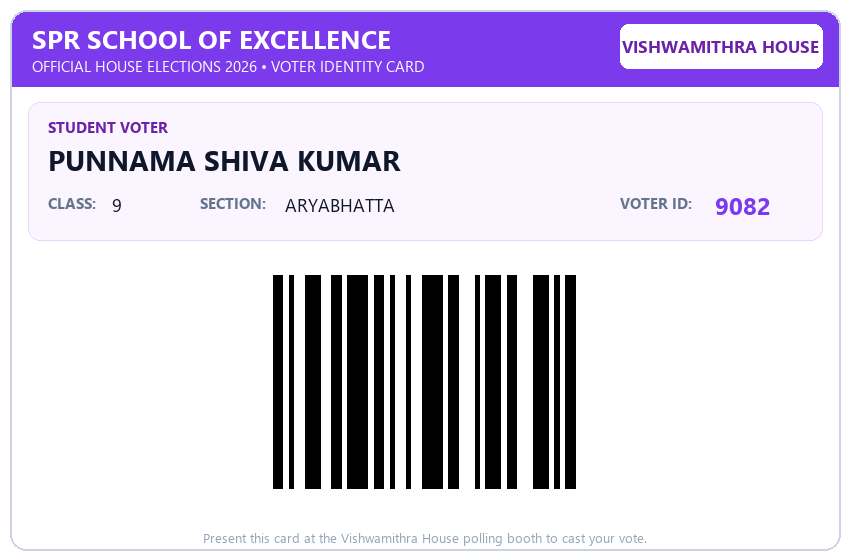 SPR SCHOOL OF EXCELLENCE
OFFICIAL HOUSE ELECTIONS 2026 • VOTER IDENTITY CARD
VISHWAMITHRA HOUSE
STUDENT VOTER
PUNNAMA SHIVA KUMAR
CLASS: 9 SECTION: ARYABHATTA VOTER ID: 9082
Present this card at the Vishwamithra House polling booth to cast your vote.